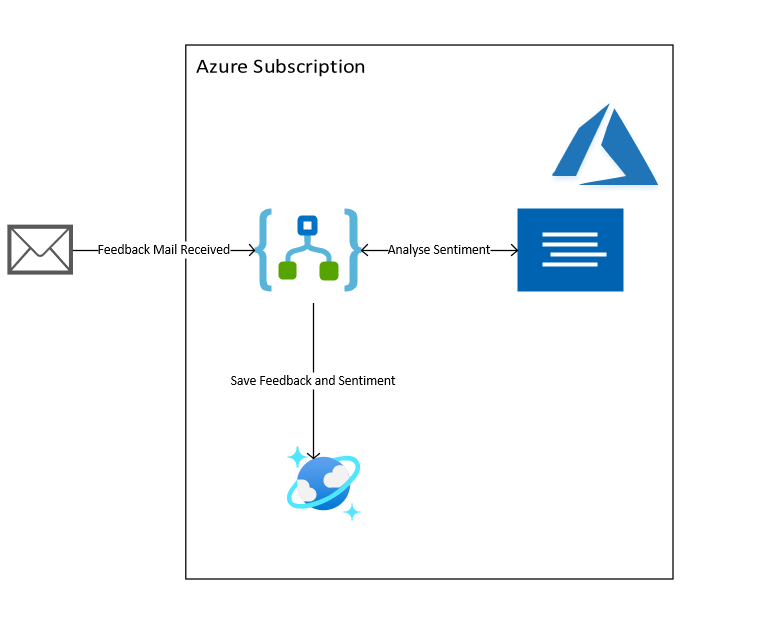 Azure Subscription
Feedback Mail Received
Analyse Sentiment
Save Feedback and Sentiment